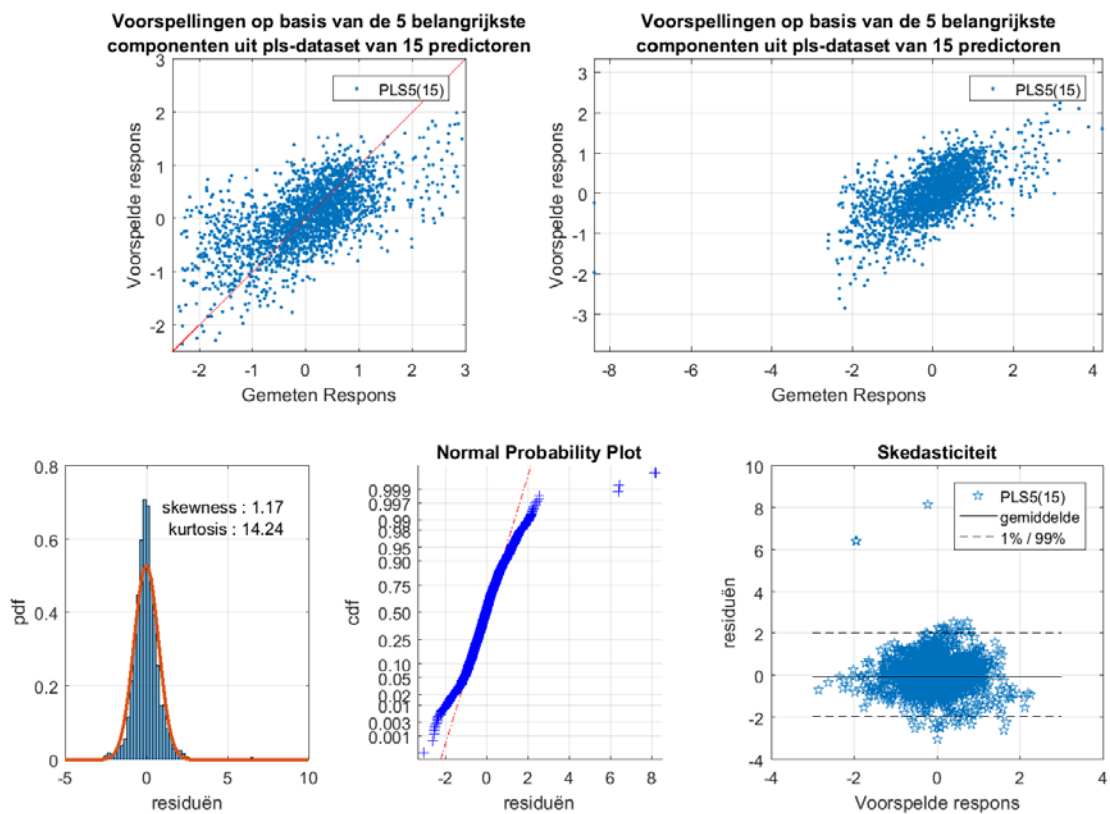 Voorspellingen op basis van de 5 belangrijkste
componenten uit pls-dataset van 15 predictoren
3
2
1
0
-1
-2
Voorspelde respons
PLS5(15)
-2 -1 0 1 2 3
Gemeten Respons
Voorspellingen op basis van de 5 belangrijkste
componenten uit pls-dataset van 15 predictoren
3
2
1
0
-1
-2
-3
Voorspelde respons
PLS5(15)
-8 -6 -4 -2 0 2 4
Gemeten Respons
0.8
0.6
0.4
0.2
0
pdf
skewness : 1.17
kurtosis : 14.24
-5 0 5 10
residuën
Normal Probability Plot
0.999
0.997
0.99
0.98
0.95
0.90
0.75
0.50
0.25
0.10
0.05
0.02
0.01
0.003
0.001
cdf
-2 0 2 4 6 8
residuën
Skedasticiteit
10
8
6
4
2
0
-2
-4
residuën
PLS5(15)
gemiddelde
1% / 99%
-4 -2 0 2 4
Voorspelde respons